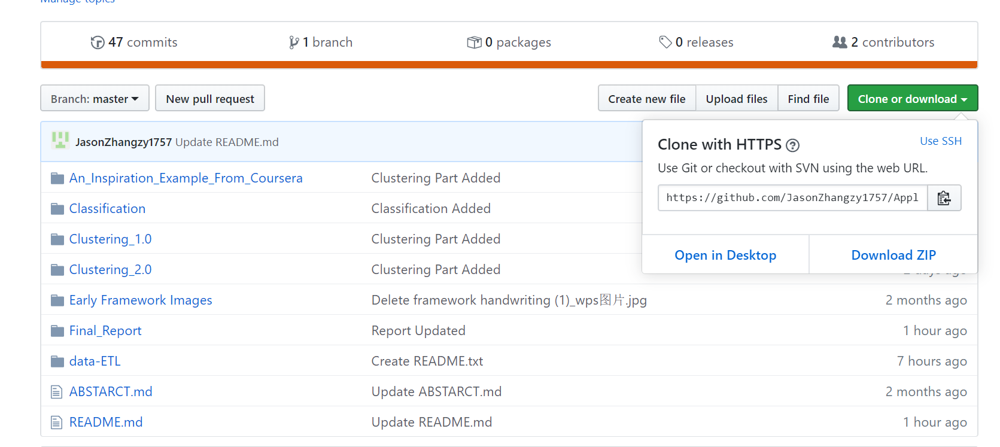 Manage topics
47 commits
1 branch
0 packages
0 releases
2 contributors
Branch: master
New pull request
Create new file
Upload files
Find file
Clone or download
JasonZhangzy1757 Update README.md
Clone with HTTPS
Use SSH
Use Git or checkout with SVN using the web URL.
https://github.com/JasonZhangzy1757/Appl
Open in Desktop
Download ZIP
An_Inspiration_Example_From_Coursera Clustering Part Added
Classification Classification Added
Clustering_1.0 Clustering Part Added
Clustering_2.0 Clustering Part Added days ago
Early Framework Images Delete framework handwriting (1)_wps图片.jpg 2 months ago
Final_Report Report Updated 1 hour ago
data-ETL Create README.txt 7 hours ago
ABSTARCT.md Update ABSTARCT.md 2 months ago
README.md Update README.md 1 hour ago